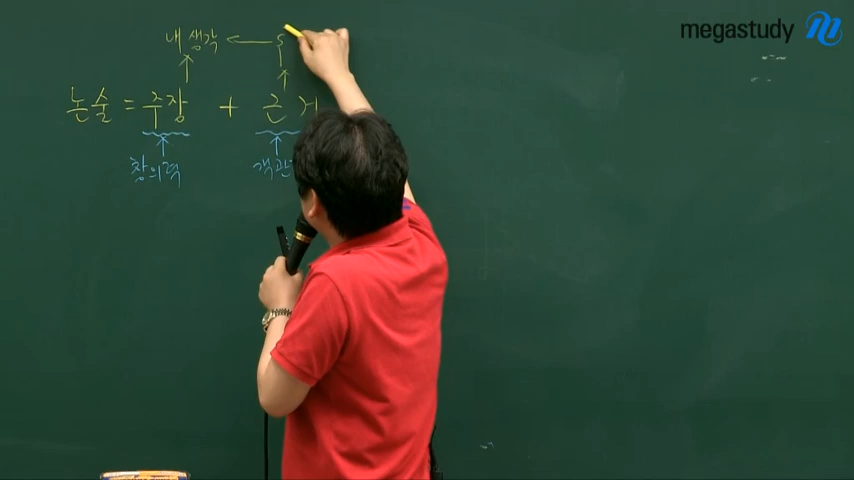 megastudy
내 생각 ←
논술 = 주장 + 근거
창의력 객관